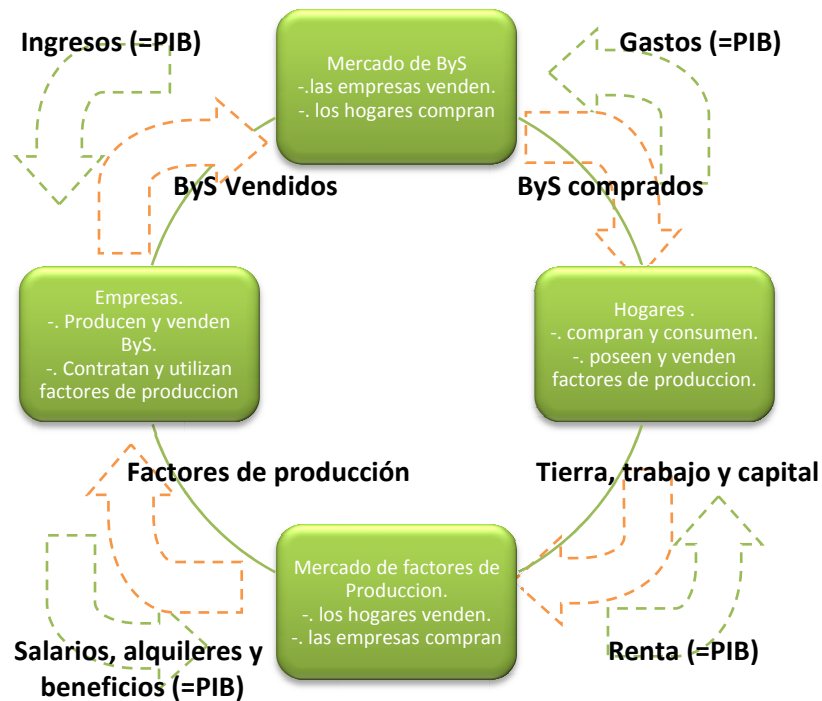 Ingresos (=PIB)
Gastos (=PIB)
Mercado de ByS
-.las empresas venden.
-. los hogares compran
ByS Vendidos
ByS comprados
Empresas.
-. Producen y venden
ByS.
-. Contratan y utilizan
factores de produccion
Hogares .
-. compran y consumen.
-. poseen y venden
factores de produccion.
Factores de producción
Tierra, trabajo y capital
Mercado de factores de
Produccion.
-. los hogares venden.
-. las empresas compran
Salarios, alquileres y
beneficios (=PIB)
Renta (=PIB)